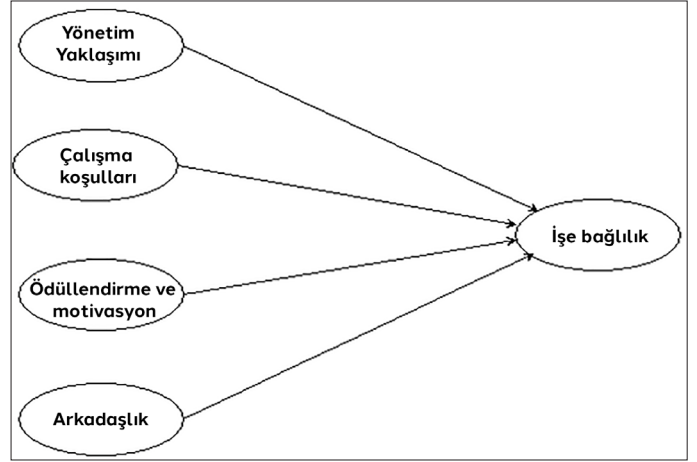 Yönetim
Yaklaşımı
Çalışma
koşulları
Ödüllendirme ve
motivasyon
Arkadaşlık
İşe bağlılık